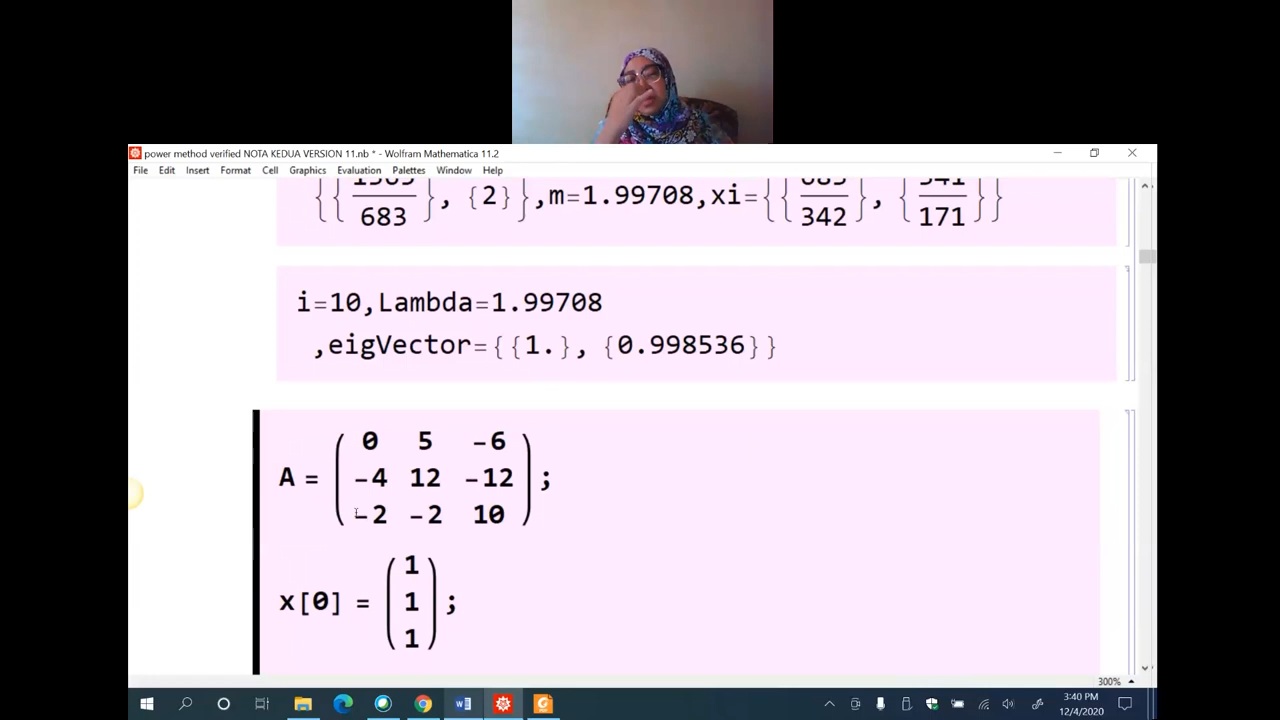 power method verified NOTA KEDUA VERSION 11.nb * - Wolfram Mathematica 11.2
File Edit Insert Format Cell Graphics Evaluation Palettes Window Help
{{ 1365/683 }, {2}},m=1.99708,xi={{ 683/342 }, { 341/171 }}
i=10,Lambda=1.99708
,eigVector={{1.}, {0.998536}}
A = ( 0 5 -6
-4 12 -12
-2 -2 10 ) ;
x[0] = ( 1
1
1 ) ;
300%
3:40 PM
12/4/2020